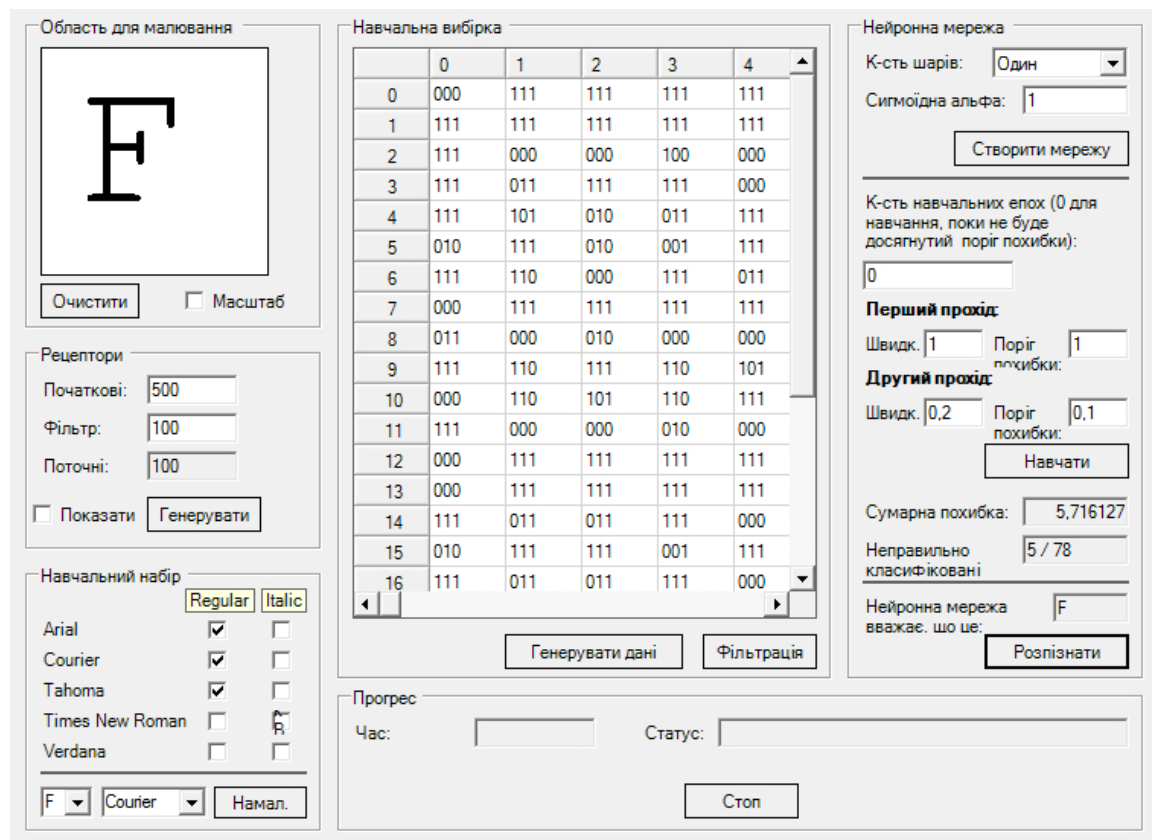 Область для малювання
F
Очистити
Масштаб
Рецептори
Початкові: 500
Фільтр: 100
Поточні: 100
Показати Генерувати
Навчальний набір
Regular Italic
Arial
Courier
Tahoma
Times New Roman
Verdana
F Courier Намал.
Навчальна вибірка
0 1 2 3 4
0 000 111 111 111 111
1 111 111 111 111 111
2 111 000 000 100 000
3 111 011 111 111 000
4 111 101 010 011 111
5 010 111 010 001 111
6 111 110 000 111 011
7 000 111 111 111 111
8 011 000 010 000 000
9 111 110 111 110 101
10 000 110 101 110 111
11 111 000 000 010 000
12 000 111 111 111 111
13 000 111 111 111 111
14 111 011 011 111 000
15 010 111 111 001 111
16 111 011 011 111 000
Генерувати дані Фільтрація
Нейронна мережа
К-сть шарів: Один
Сигмоїдна альфа: 1
Створити мережу
К-сть навчальних епох (0 для
навчання, поки не буде
досягнутий поріг похибки):
0
Перший прохід:
Швидк. 1 Поріг 1
похибки:
Другий прохід:
Швидк. 0,2 Поріг 0,1
похибки:
Навчати
Сумарна похибка: 5,716127
Неправильно 5 / 78
класифіковані
Нейронна мережа F
вважає, що це:
Розпізнати
Прогрес
Час: Статус:
Стоп